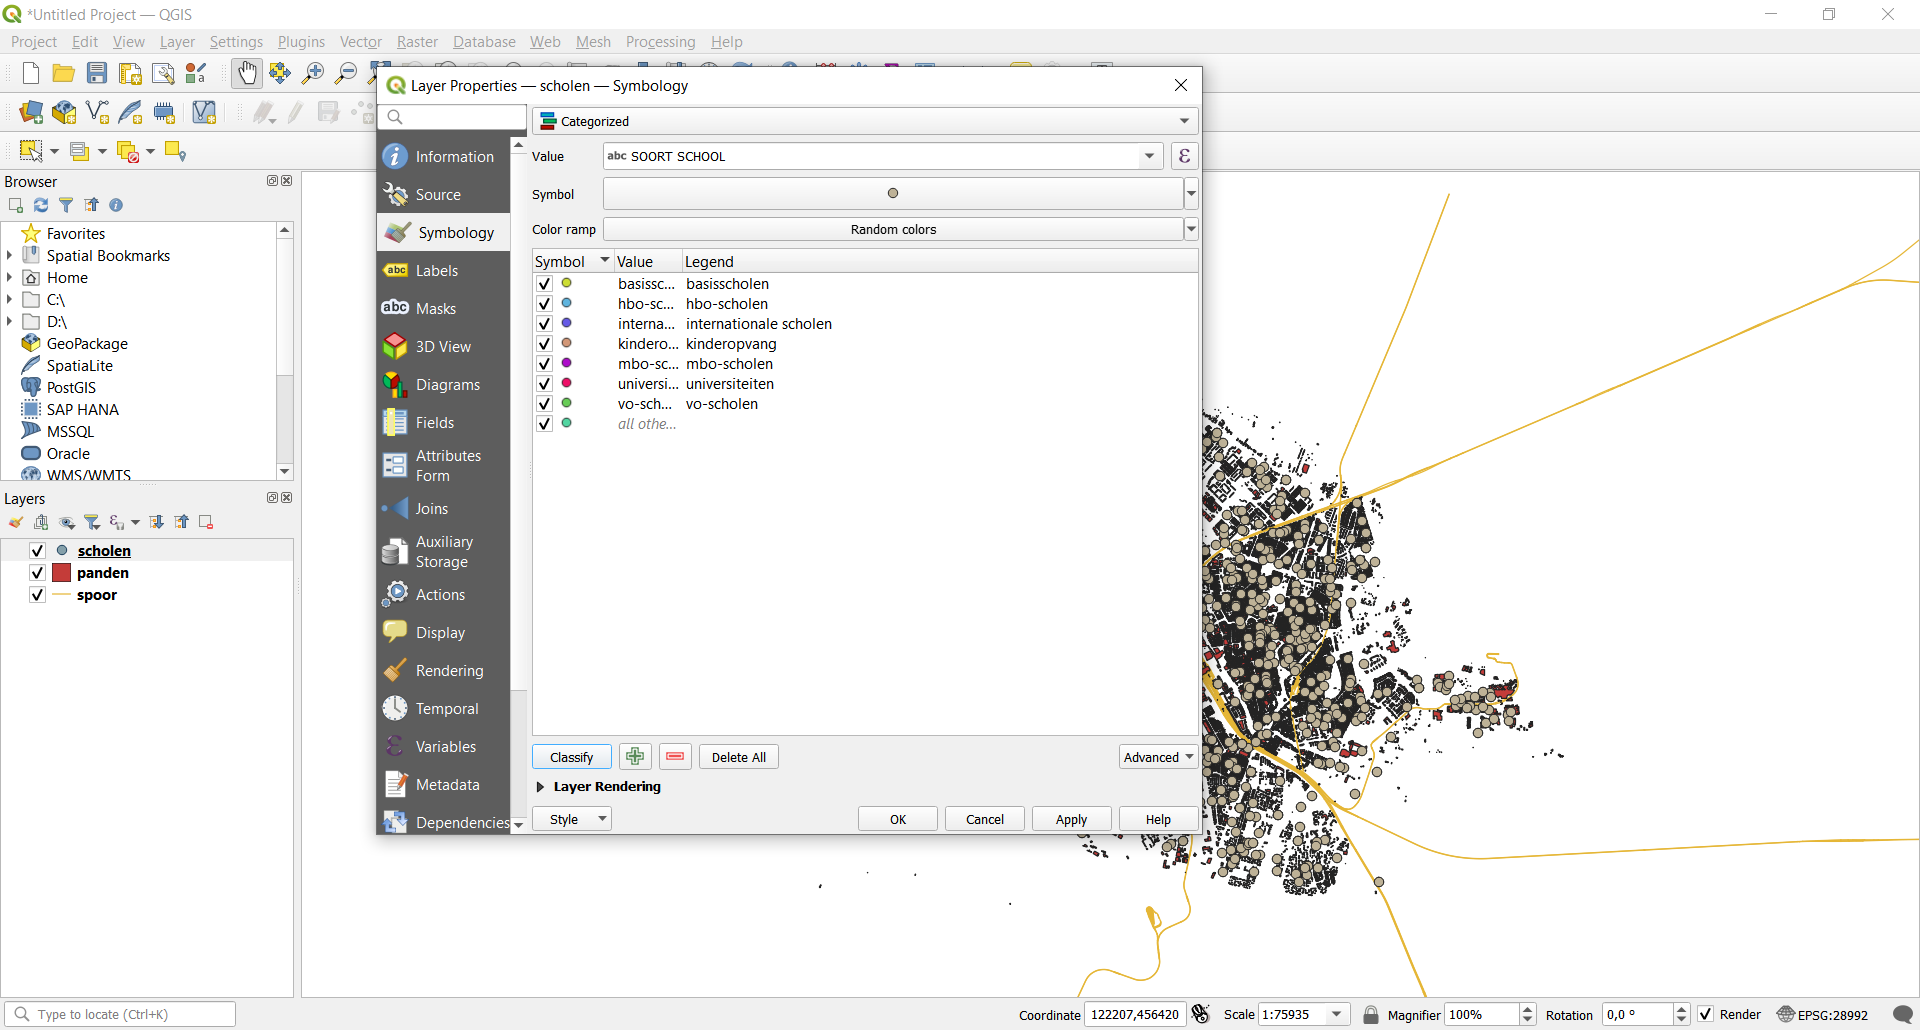 *Untitled Project — QGIS
Project Edit View Layer Settings Plugins Vector Raster Database Web Mesh Processing Help
Layer Properties — scholen — Symbology
Information
Source
Symbology
Labels
Masks
3D View
Diagrams
Fields
Attributes
Form
Joins
Auxiliary
Storage
Actions
Display
Rendering
Temporal
Variables
Metadata
Dependencies
Categorized
Value abc SOORT SCHOOL ε
Symbol
Color ramp Random colors
Symbol Value Legend
basissc... basisscholen
hbo-sc... hbo-scholen
interna... internationale scholen
kindero... kinderopvang
mbo-sc... mbo-scholen
universi... universiteiten
vo-sch... vo-scholen
all othe...
Classify Delete All Advanced
Layer Rendering
Style OK Cancel Apply Help
Browser
Favorites
Spatial Bookmarks
Home
C:\
D:\
GeoPackage
SpatiaLite
PostGIS
SAP HANA
MSSQL
Oracle
WMS/WMTS
Layers
scholen
panden
spoor
Type to locate (Ctrl+K)
Coordinate 122207,456420 Scale 1:75935 Magnifier 100% Rotation 0,0 ° Render EPSG:28992